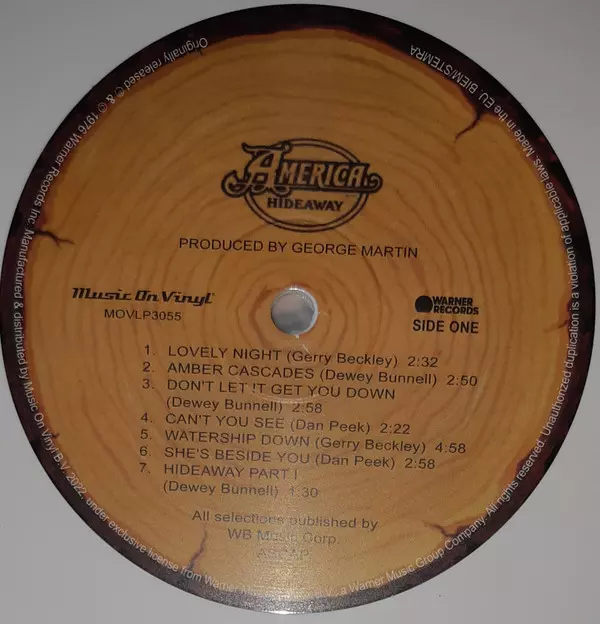 AMERICA
HIDEAWAY
PRODUCED BY GEORGE MARTIN
Music On Vinyl
MOVLP3055
WARNER
RECORDS
SIDE ONE
1. LOVELY NIGHT (Gerry Beckley) 2:32
2. AMBER CASCADES (Dewey Bunnell) 2:50
3. DON'T LET IT GET YOU DOWN
(Dewey Bunnell) 2:58
4. CAN'T YOU SEE (Dan Peek) 2:22
5. WATERSHIP DOWN (Gerry Beckley) 4:58
6. SHE'S BESIDE YOU (Dan Peek) 2:58
7. HIDEAWAY PART I
(Dewey Bunnell) 1:30
All selections published by
WB Music Corp.
ASCAP
Originally released ℗ & © 1976 Warner Records Inc. Manufactured & distributed by Music On Vinyl B.V. 2022, under exclusive license from Warner V., a Warner Music Group Company. All rights reserved. Unauthorized duplication is a violation of applicable laws. Made in the EU. BIEM/STEMRA